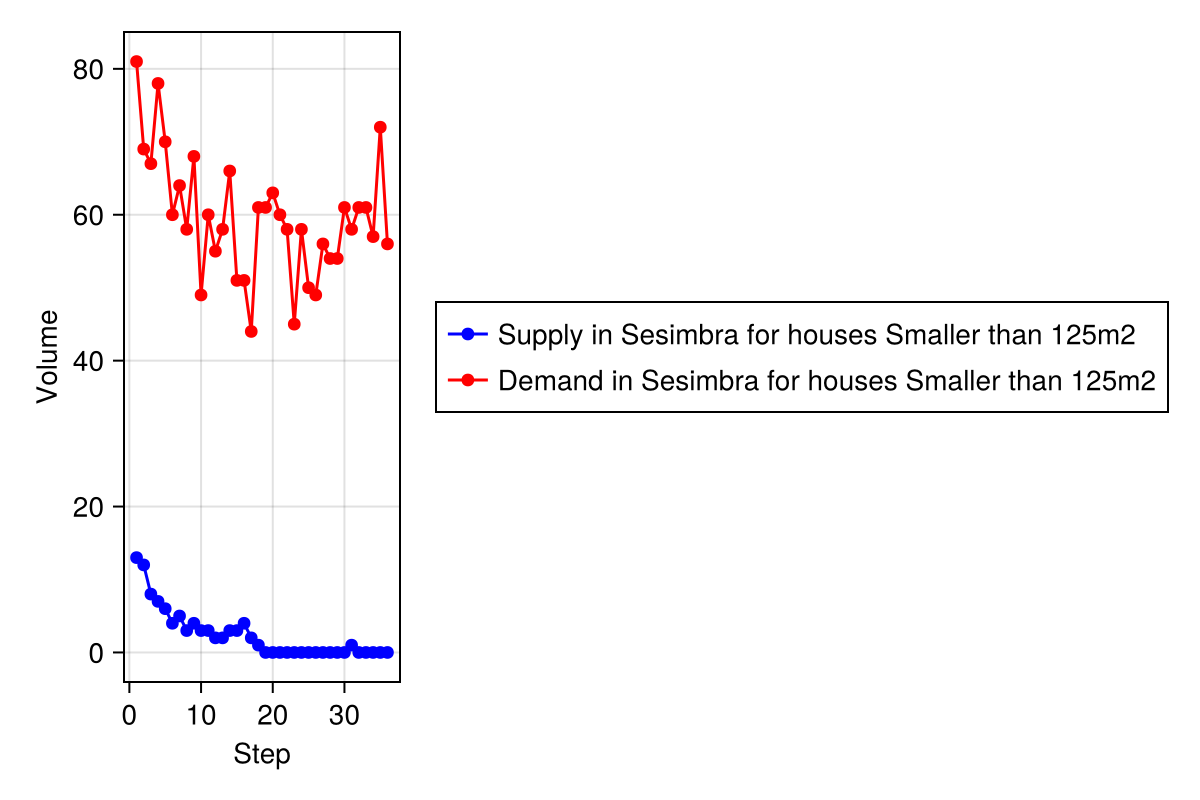 80
60
40
20
0
Volume
0 10 20 30
Step
Supply in Sesimbra for houses Smaller than 125m2
Demand in Sesimbra for houses Smaller than 125m2